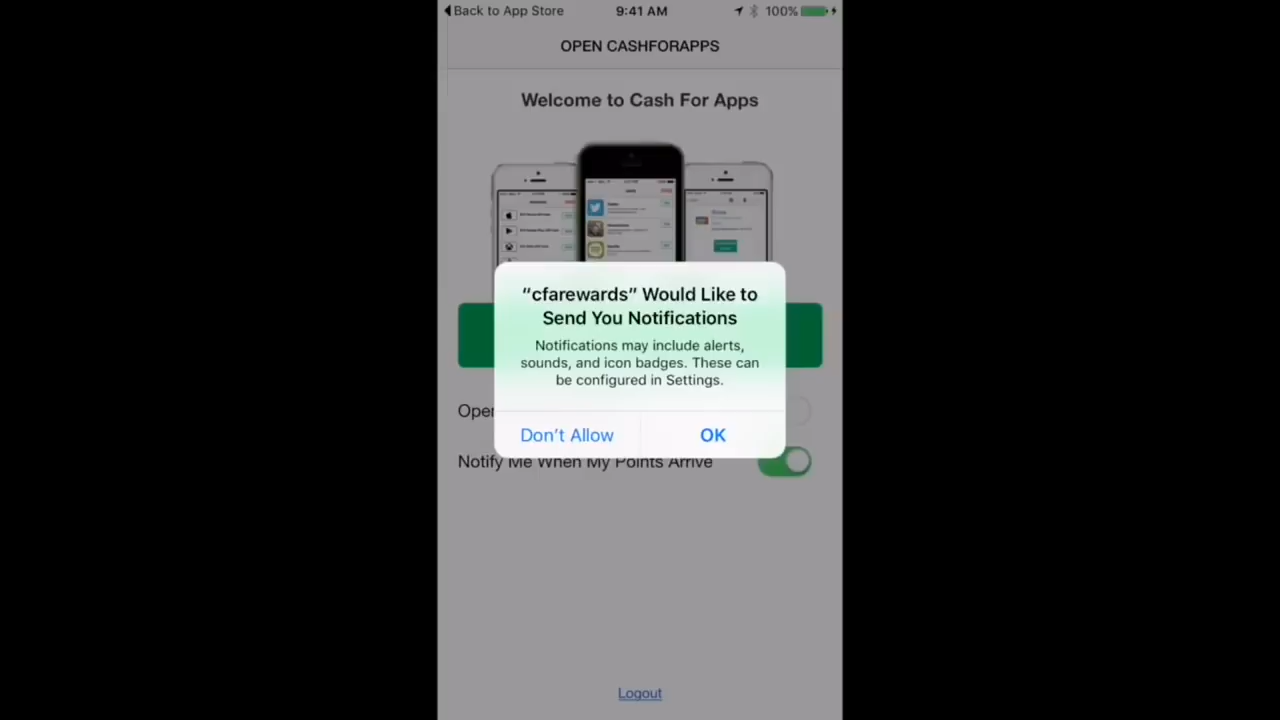 Back to App Store
9:41 AM
100%
OPEN CASHFORAPPS
Welcome to Cash For Apps
“cfarewards” Would Like to
Send You Notifications
Notifications may include alerts,
sounds, and icon badges. These can
be configured in Settings.
Don’t Allow
OK
Notify Me When My Points Arrive
Logout